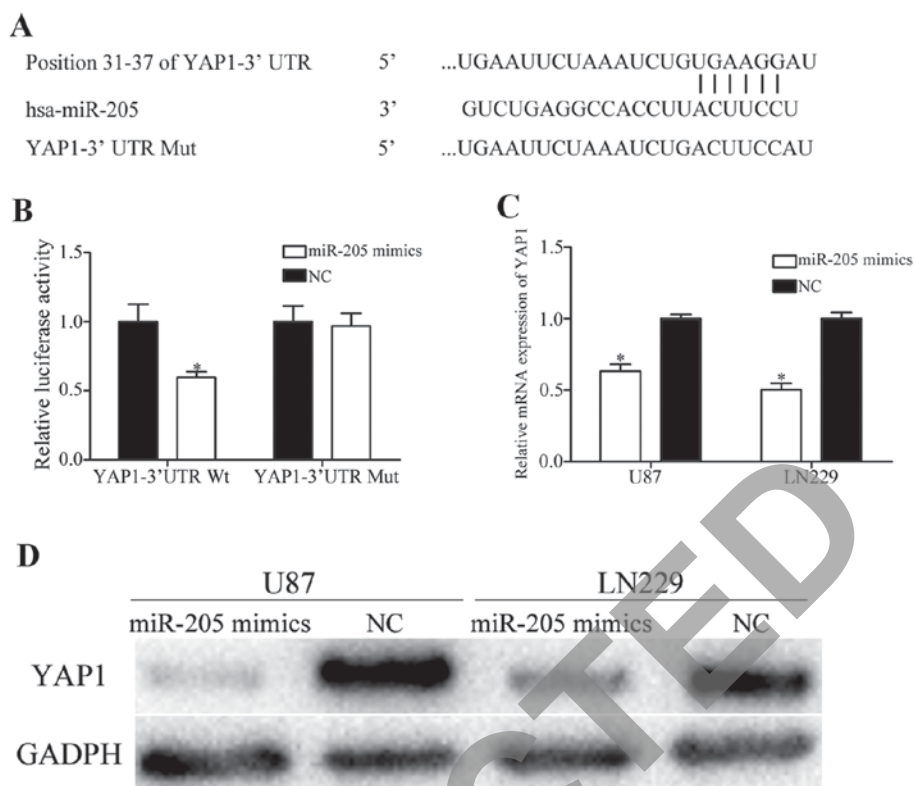 A
Position 31-37 of YAP1-3' UTR 5' ...UGAAUUCUAAAUCUGUGAAGGAU
hsa-miR-205 3' GUCUGAGGCCACCUUACUUCCU
YAP1-3' UTR Mut 5' ...UGAAUUCUAAAUCUGACUUCCAU
B
Relative luciferase activity
1.5
1.0
0.5
0.0
miR-205 mimics
NC
*
YAP1-3'UTR Wt YAP1-3'UTR Mut
C
Relative mRNA expression of YAP1
1.5
1.0
0.5
0.0
miR-205 mimics
NC
* *
U87 LN229
D
U87 LN229
miR-205 mimics NC miR-205 mimics NC
YAP1
GADPH
CTED